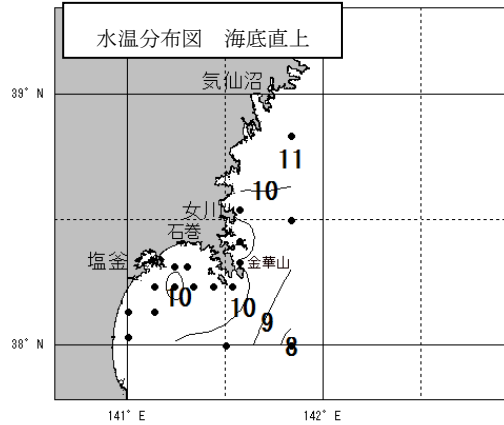 水温分布図　海底直上
気仙沼
39° N
11
10
女川
石巻
塩釜
金華山
10
10
9
38° N
8
141° E
142° E